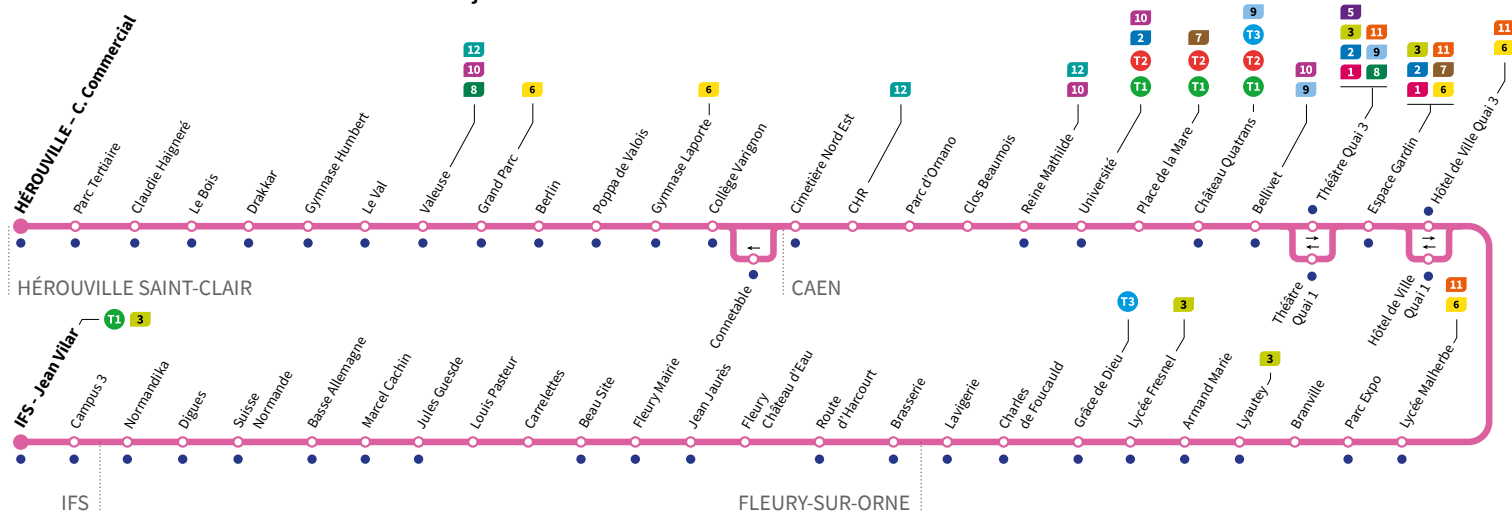 HÉROUVILLE – C. Commercial
Parc Tertiaire
Claudie Haigneré
Le Bois
Drakkar
Gymnase Humbert
Le Val
Valeuse
12
10
8
Grand Parc
6
Berlin
Poppa de Valois
Gymnase Laporte
6
Collège Varignon
Connetable
Cimetière Nord Est
CHR
12
Parc d'Ornano
Clos Beaumois
Reine Mathilde
12
10
Université
10
2
T2
T1
Place de la Mare
7
T2
T1
Château Quatrans
9
T3
T2
T1
Bellivet
10
9
Théâtre Quai 3
5
3 11
2 9
1 8
Théâtre
Quai 1
Espace Gardin
3 11
2 7
1 6
Hôtel de Ville Quai 3
11
6
Hôtel de Ville
Quai 1
11
6
HÉROUVILLE SAINT-CLAIR
CAEN
IFS - Jean Vilar
T1 3
Campus 3
Normandika
Digues
Suisse
Normande
Basse Allemagne
Marcel Cachin
Jules Guesde
Louis Pasteur
Carrelettes
Beau Site
Fleury Mairie
Jean Jaurès
Fleury
Château d'Eau
Route
d'Harcourt
Brasserie
Lavigerie
Charles
de Foucauld
Grâce de Dieu
T3
Lycée Fresnel
3
Armand Marie
Lyautey
3
Branville
Parc Expo
Lycée Malherbe
IFS
FLEURY-SUR-ORNE